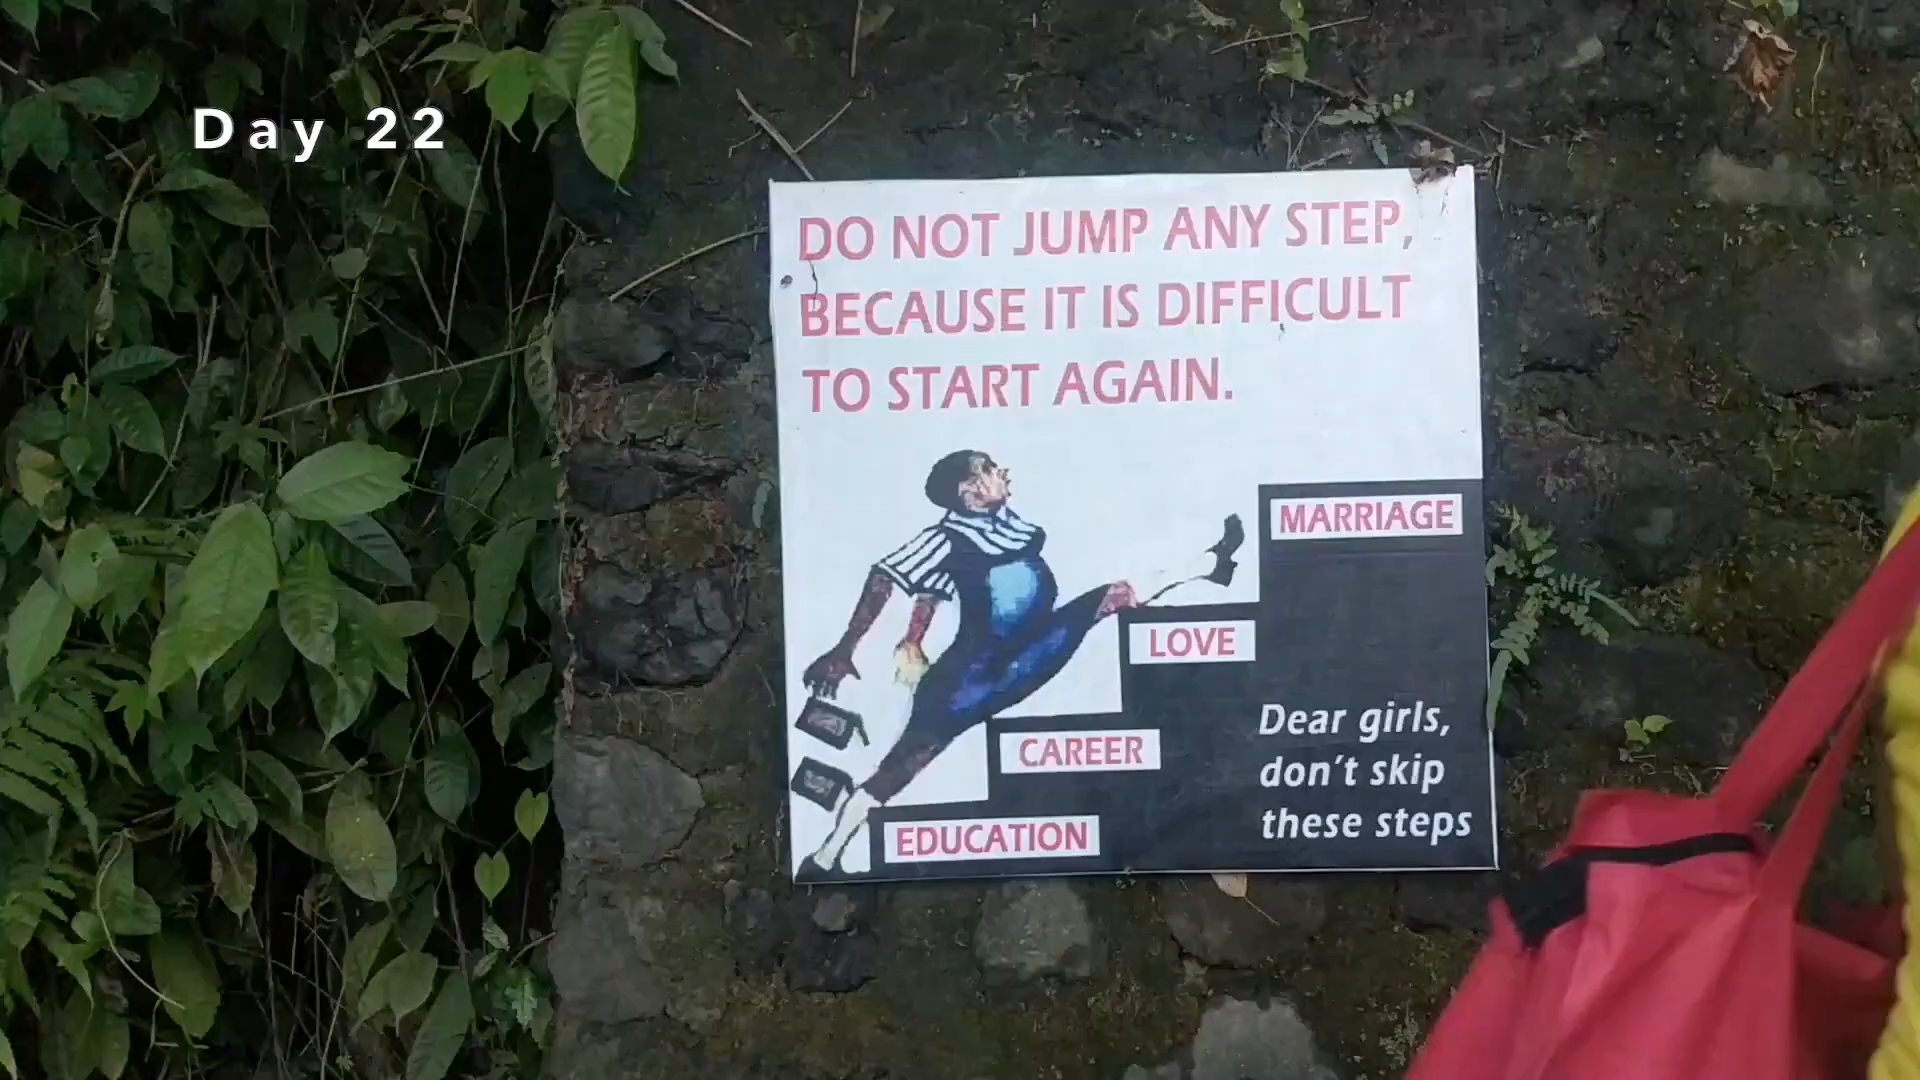 Day 22
DO NOT JUMP ANY STEP,
BECAUSE IT IS DIFFICULT
TO START AGAIN.
MARRIAGE
LOVE
CAREER
EDUCATION
Dear girls,
don't skip
these steps